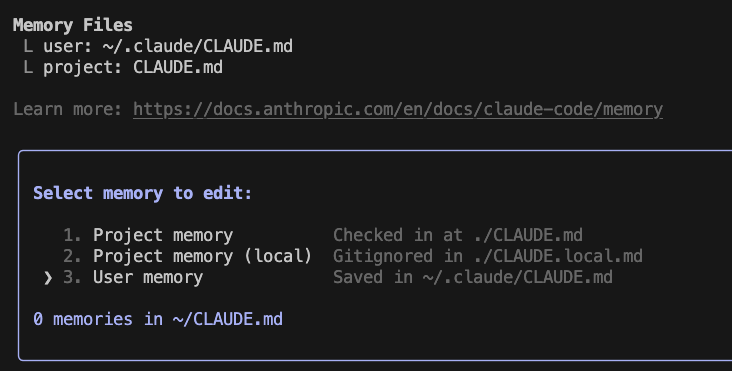 Memory Files
L user: ~/.claude/CLAUDE.md
L project: CLAUDE.md
Learn more: https://docs.anthropic.com/en/docs/claude-code/memory
Select memory to edit:
1. Project memory Checked in at ./CLAUDE.md
2. Project memory (local) Gitignored in ./CLAUDE.local.md
❯ 3. User memory Saved in ~/.claude/CLAUDE.md
0 memories in ~/CLAUDE.md